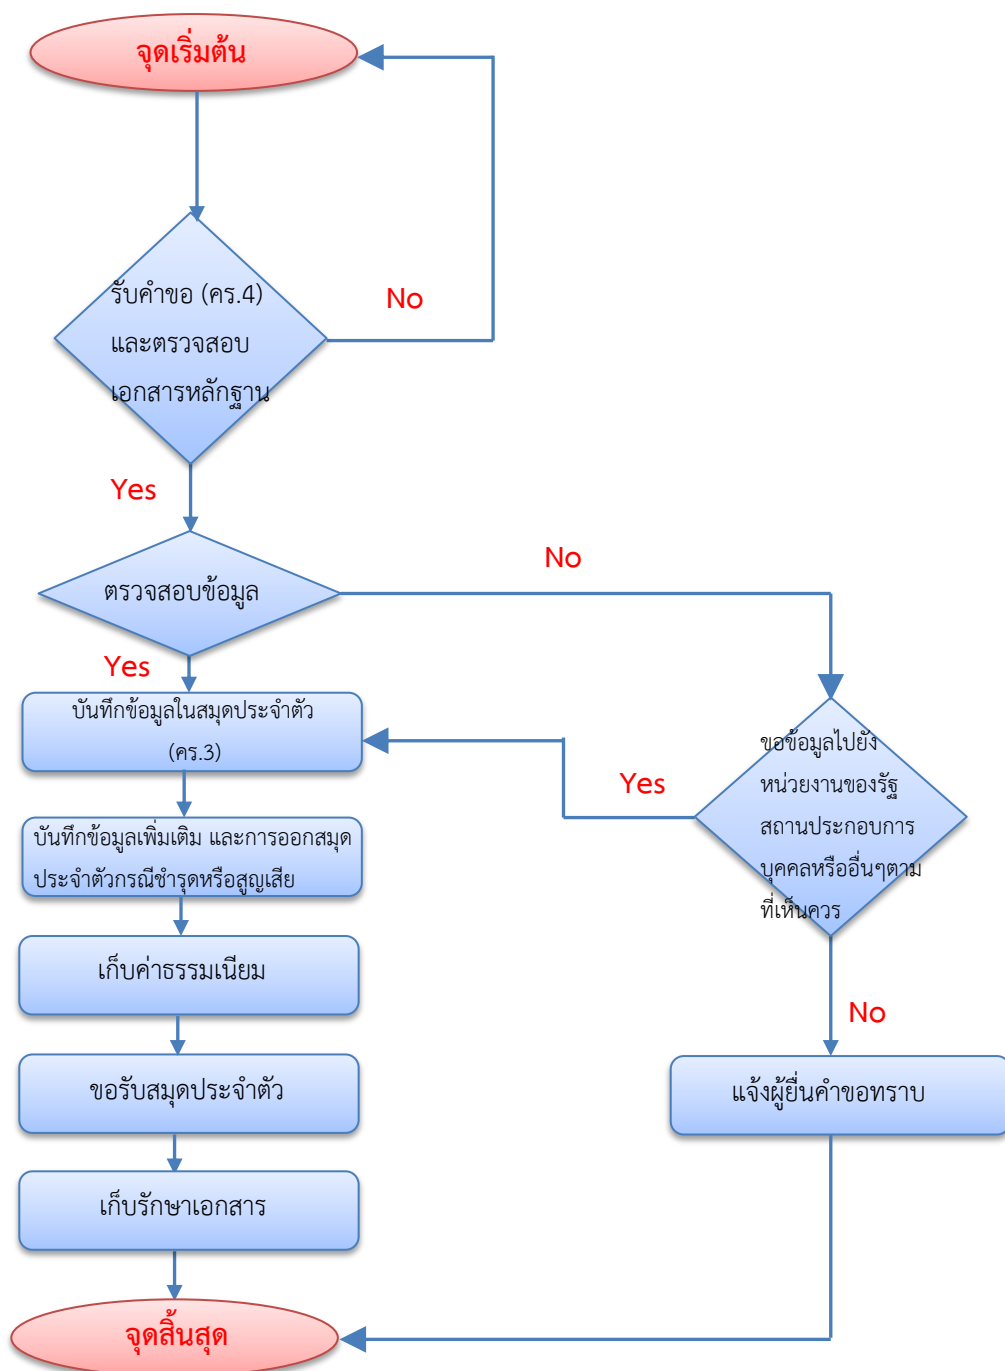 จุดเริ่มต้น
รับคำขอ (คร.4)
และตรวจสอบ
เอกสารหลักฐาน
No
Yes
ตรวจสอบข้อมูล
No
Yes
บันทึกข้อมูลในสมุดประจำตัว
(คร.3)
ขอข้อมูลไปยัง
หน่วยงานของรัฐ
สถานประกอบการ
บุคคลหรืออื่นๆตาม
ที่เห็นควร
Yes
บันทึกข้อมูลเพิ่มเติม และการออกสมุด
ประจำตัวกรณีชำรุดหรือสูญเสีย
เก็บค่าธรรมเนียม
No
ขอรับสมุดประจำตัว
แจ้งผู้ยื่นคำขอทราบ
เก็บรักษาเอกสาร
จุดสิ้นสุด